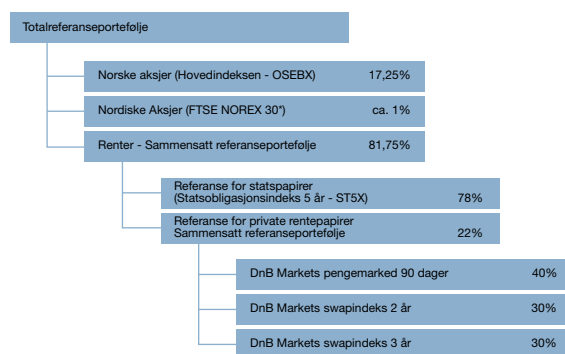 Totalreferanseportefølje
Norske aksjer (Hovedindeksen - OSEBX) 17,25%
Nordiske Aksjer (FTSE NOREX 30*) ca. 1%
Renter - Sammensatt referanseportefølje 81,75%
Referanse for statspapirer
(Statsobligasjonsindeks 5 år - ST5X) 78%
Referanse for private rentepapirer
Sammensatt referanseportefølje 22%
DnB Markets pengemarked 90 dager 40%
DnB Markets swapindeks 2 år 30%
DnB Markets swapindeks 3 år 30%